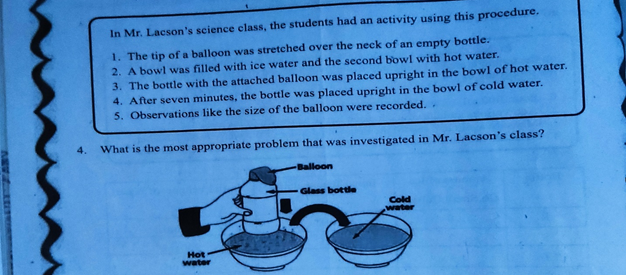 In Mr. Lacson's science class, the students had an activity using this procedure.
1. The tip of a balloon was stretched over the neck of an empty bottle.
2. A bowl was filled with ice water and the second bowl with hot water.
3. The bottle with the attached balloon was placed upright in the bowl of hot water.
4. After seven minutes, the bottle was placed upright in the bowl of cold water.
5. Observations like the size of the balloon were recorded.
4. What is the most appropriate problem that was investigated in Mr. Lacson's class?
Balloon
Glass bottle
Cold
water
Hot
water